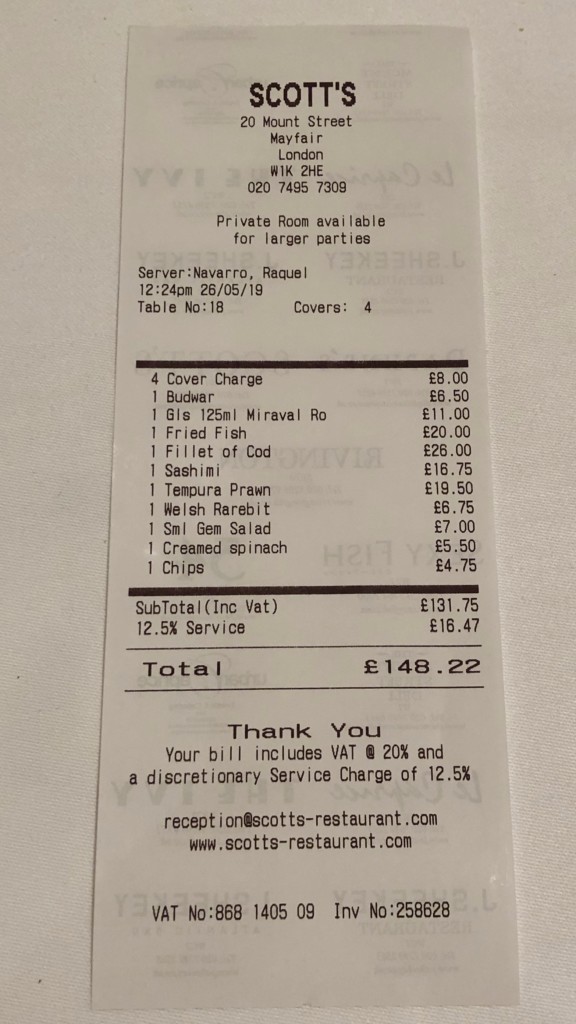 SCOTT'S
20 Mount Street
Mayfair
London
W1K 2HE
020 7495 7309
Private Room available
for larger parties
Server:Navarro, Raquel
12:24pm 26/05/19
Table No:18 Covers: 4
4 Cover Charge £8.00
1 Budwar £6.50
1 Gls 125ml Miraval Ro £11.00
1 Fried Fish £20.00
1 Fillet of Cod £26.00
1 Sashimi £16.75
1 Tempura Prawn £19.50
1 Welsh Rarebit £6.75
1 Sml Gem Salad £7.00
1 Creamed spinach £5.50
1 Chips £4.75
SubTotal(Inc Vat) £131.75
12.5% Service £16.47
Total £148.22
Thank You
Your bill includes VAT @ 20% and
a discretionary Service Charge of 12.5%
reception@scotts-restaurant.com
www.scotts-restaurant.com
VAT No:868 1405 09 Inv No:258628